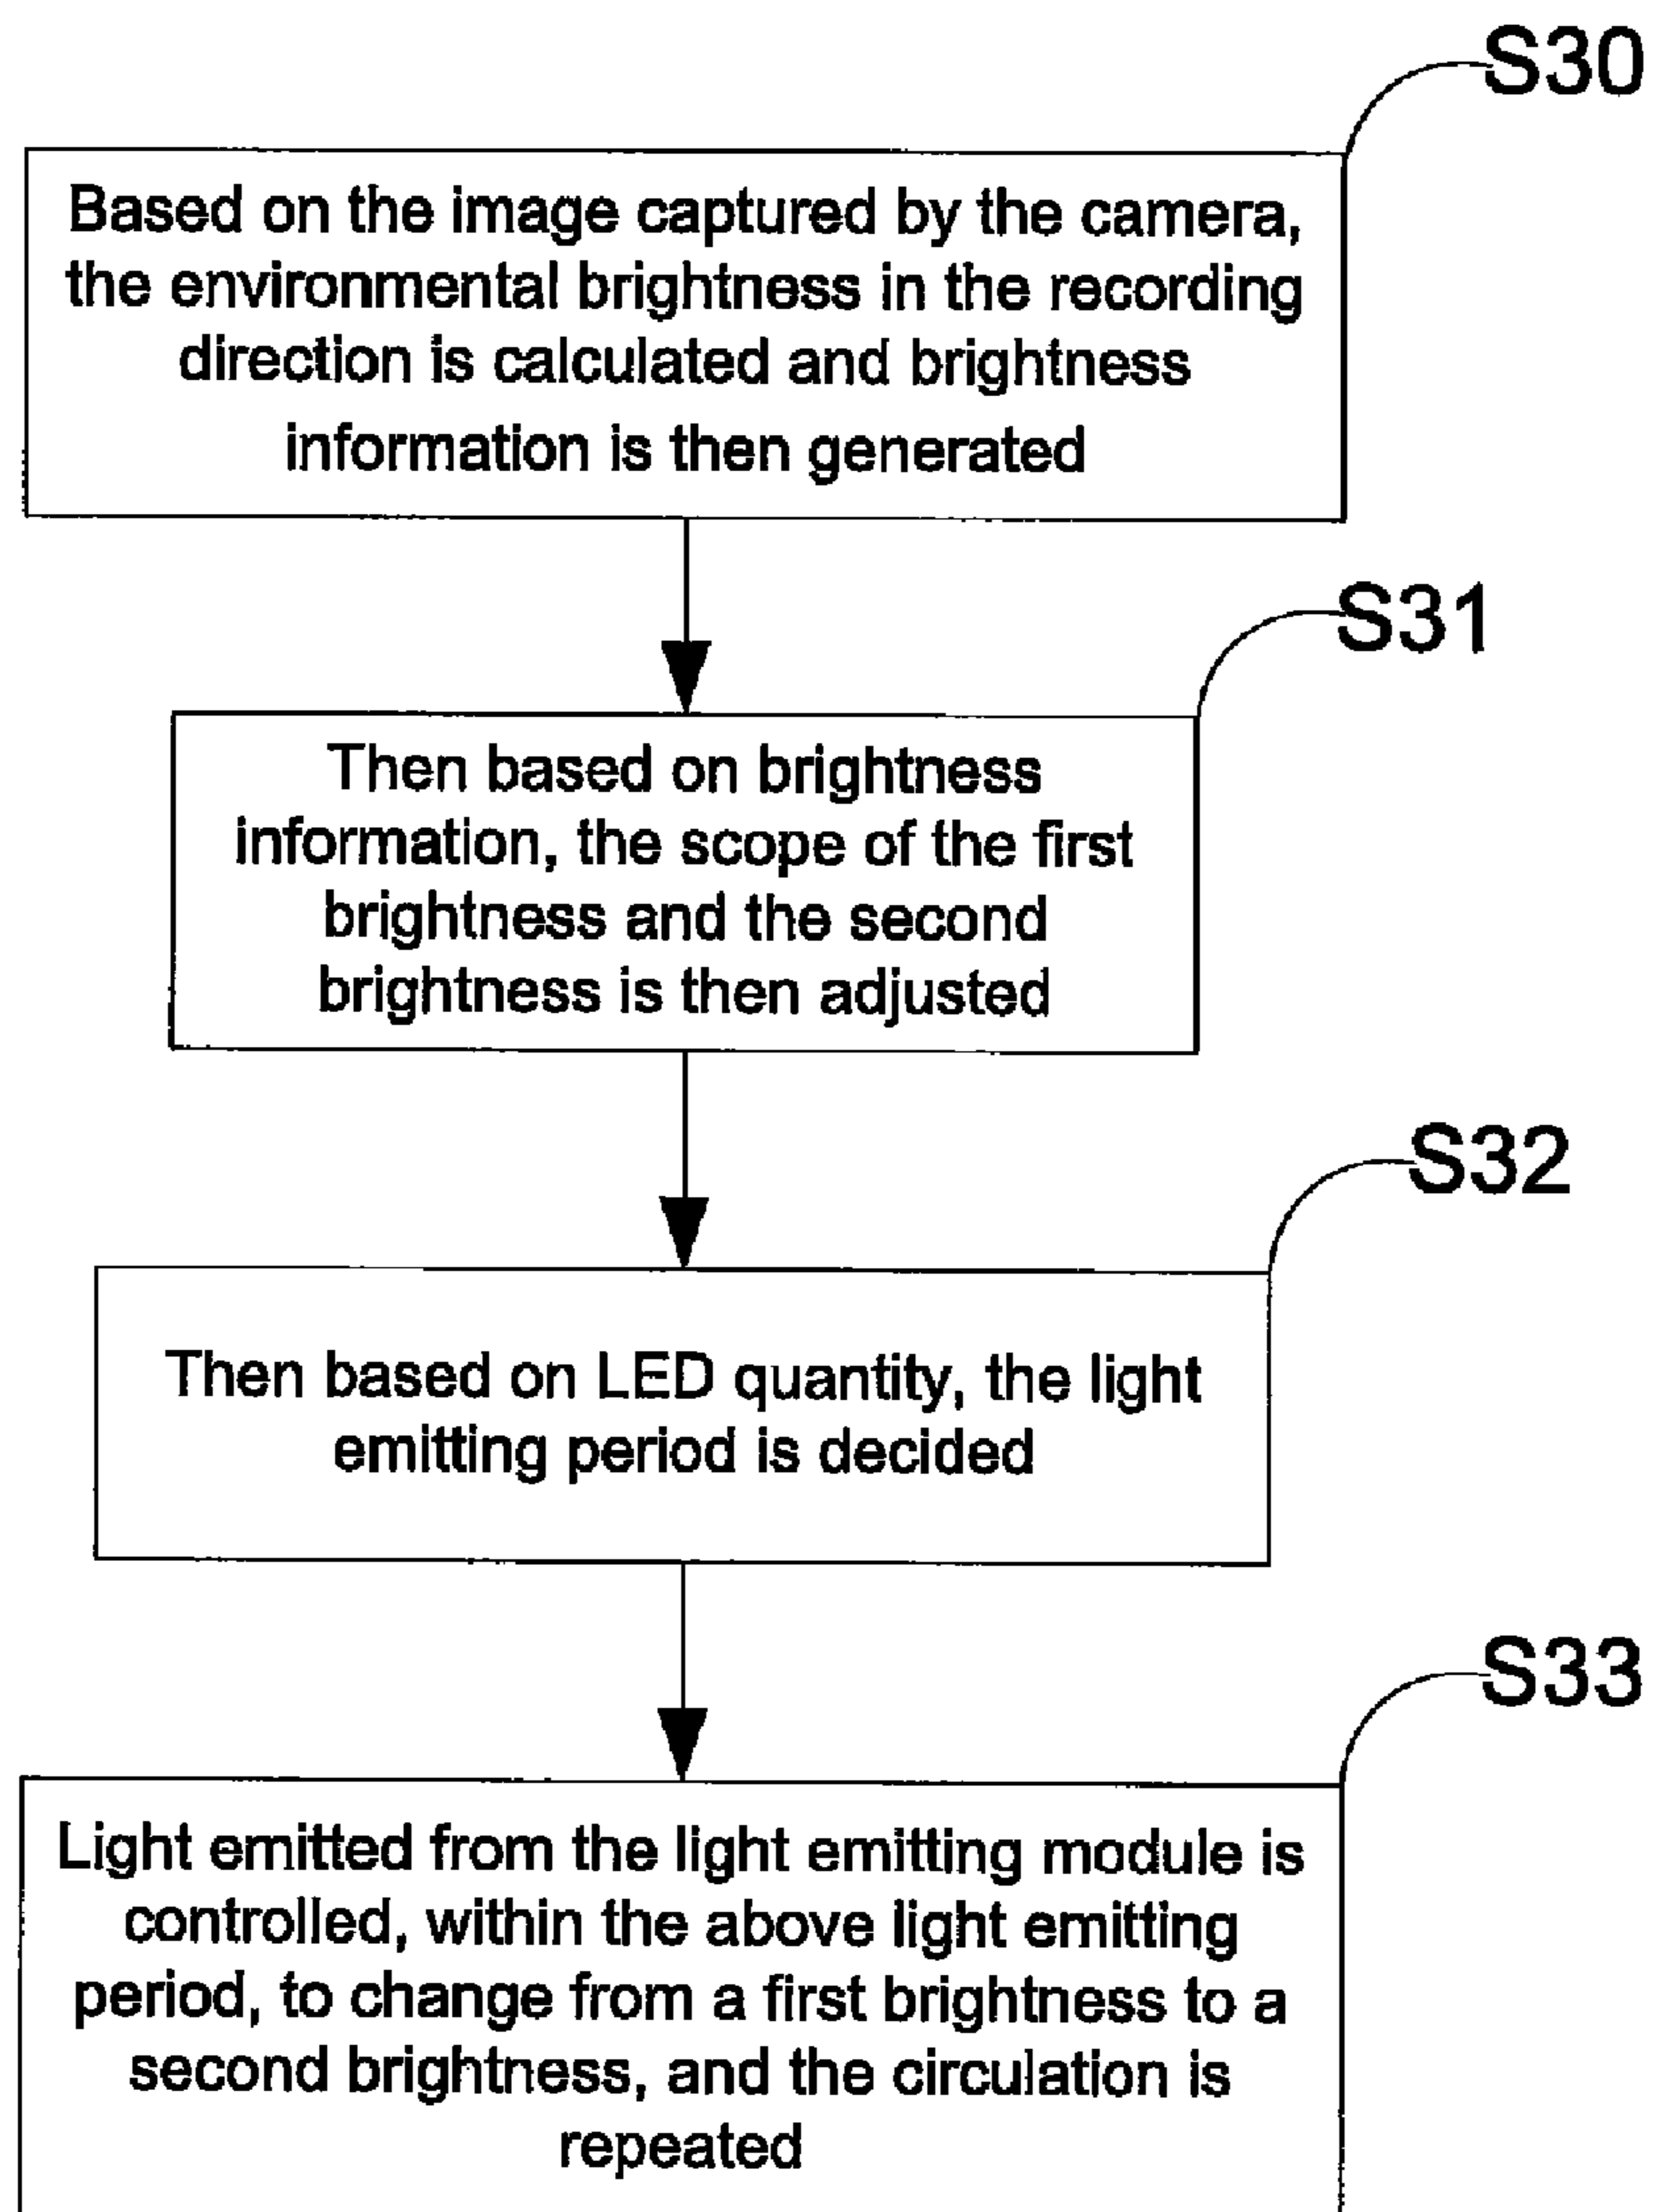 S30
Based on the image captured by the camera,
the environmental brightness in the recording
direction is calculated and brightness
information is then generated
S31
Then based on brightness
information, the scope of the first
brightness and the second
brightness is then adjusted
S32
Then based on LED quantity, the light
emitting period is decided
S33
Light emitted from the light emitting module is
controlled, within the above light emitting
period, to change from a first brightness to a
second brightness, and the circulation is
repeated